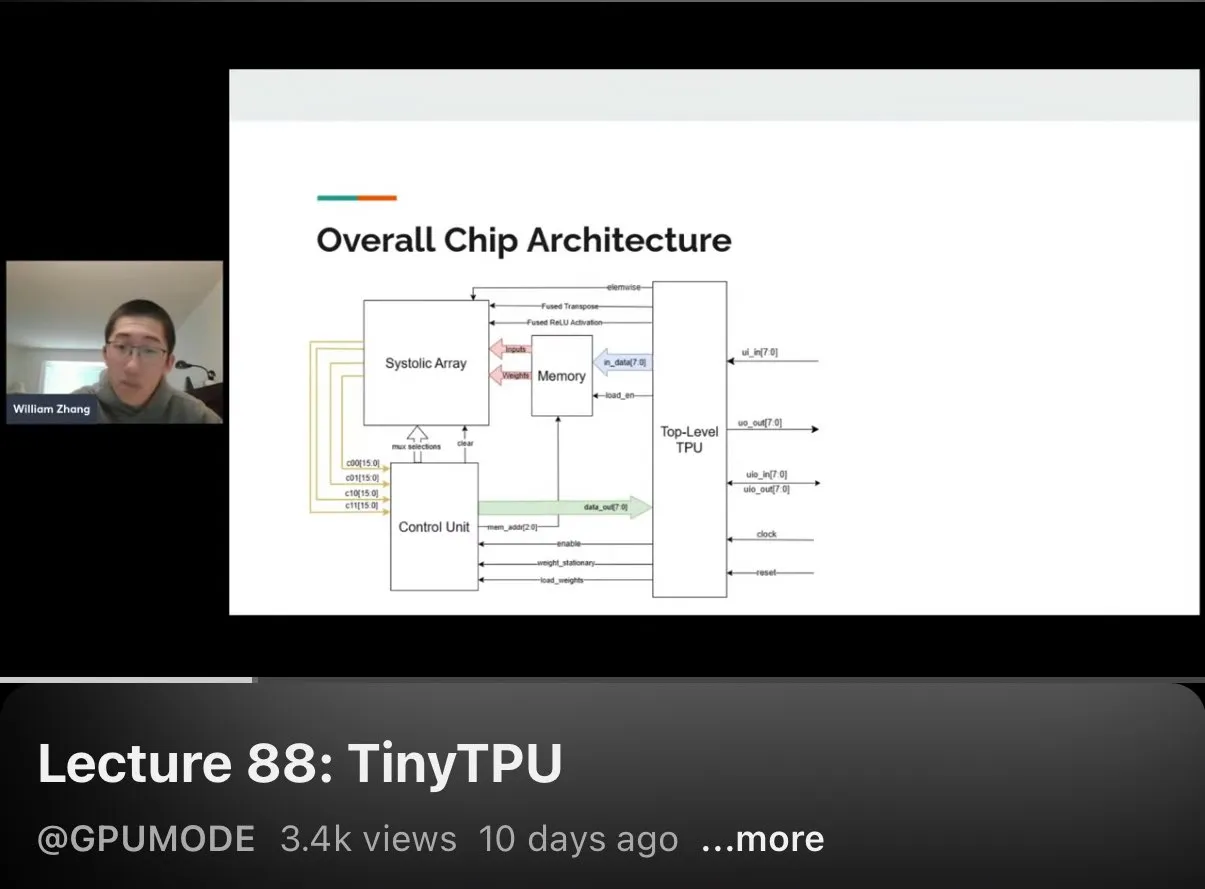 Overall Chip Architecture
elemwise
Fused Transpose
Fused ReLU Activation
Systolic Array
Inputs
Weights
Memory
in_data[7:0]
load_en
Top-Level
TPU
ui_in[7:0]
uo_out[7:0]
uio_in[7:0]
uio_out[7:0]
clock
reset
mux selections
clear
c00[15:0]
c01[15:0]
c10[15:0]
c11[15:0]
Control Unit
data_out[7:0]
mem_addr[2:0]
enable
weight_stationary
load_weights
William Zhang
Lecture 88: TinyTPU
@GPUMODE 3.4k views 10 days ago ...more